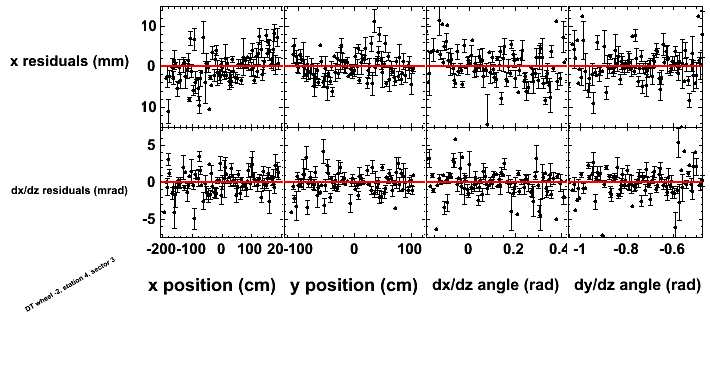 10
x residuals (mm)
0
10
5
dx/dz residuals (mrad)
0
-5
-200 -100 0 100 20 -100 0 100 0 0.2 0.4 -1 -0.8 -0.6
x position (cm) y position (cm) dx/dz angle (rad) dy/dz angle (rad)
DT wheel -2, station 4, sector 3